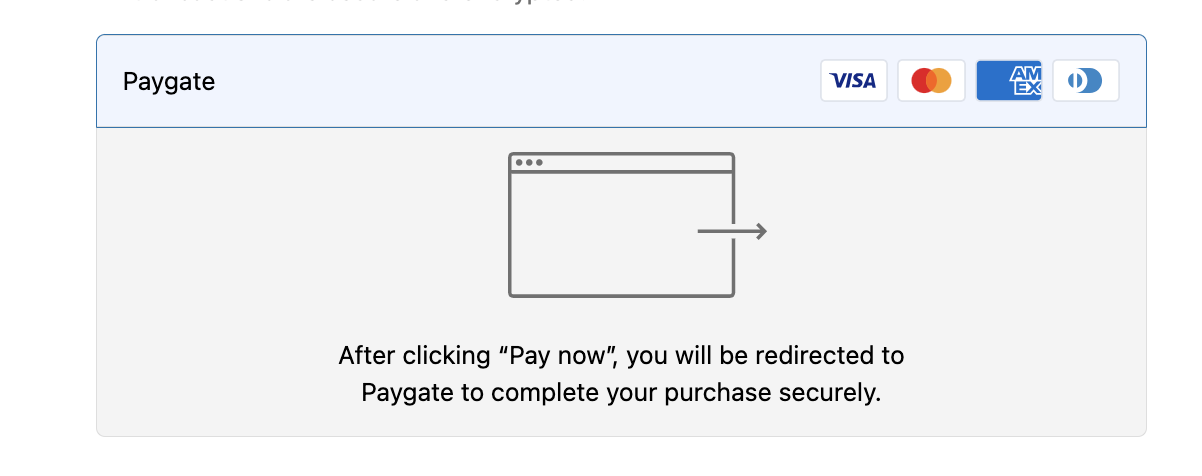 Paygate
VISA
AM
EX
After clicking “Pay now”, you will be redirected to
Paygate to complete your purchase securely.